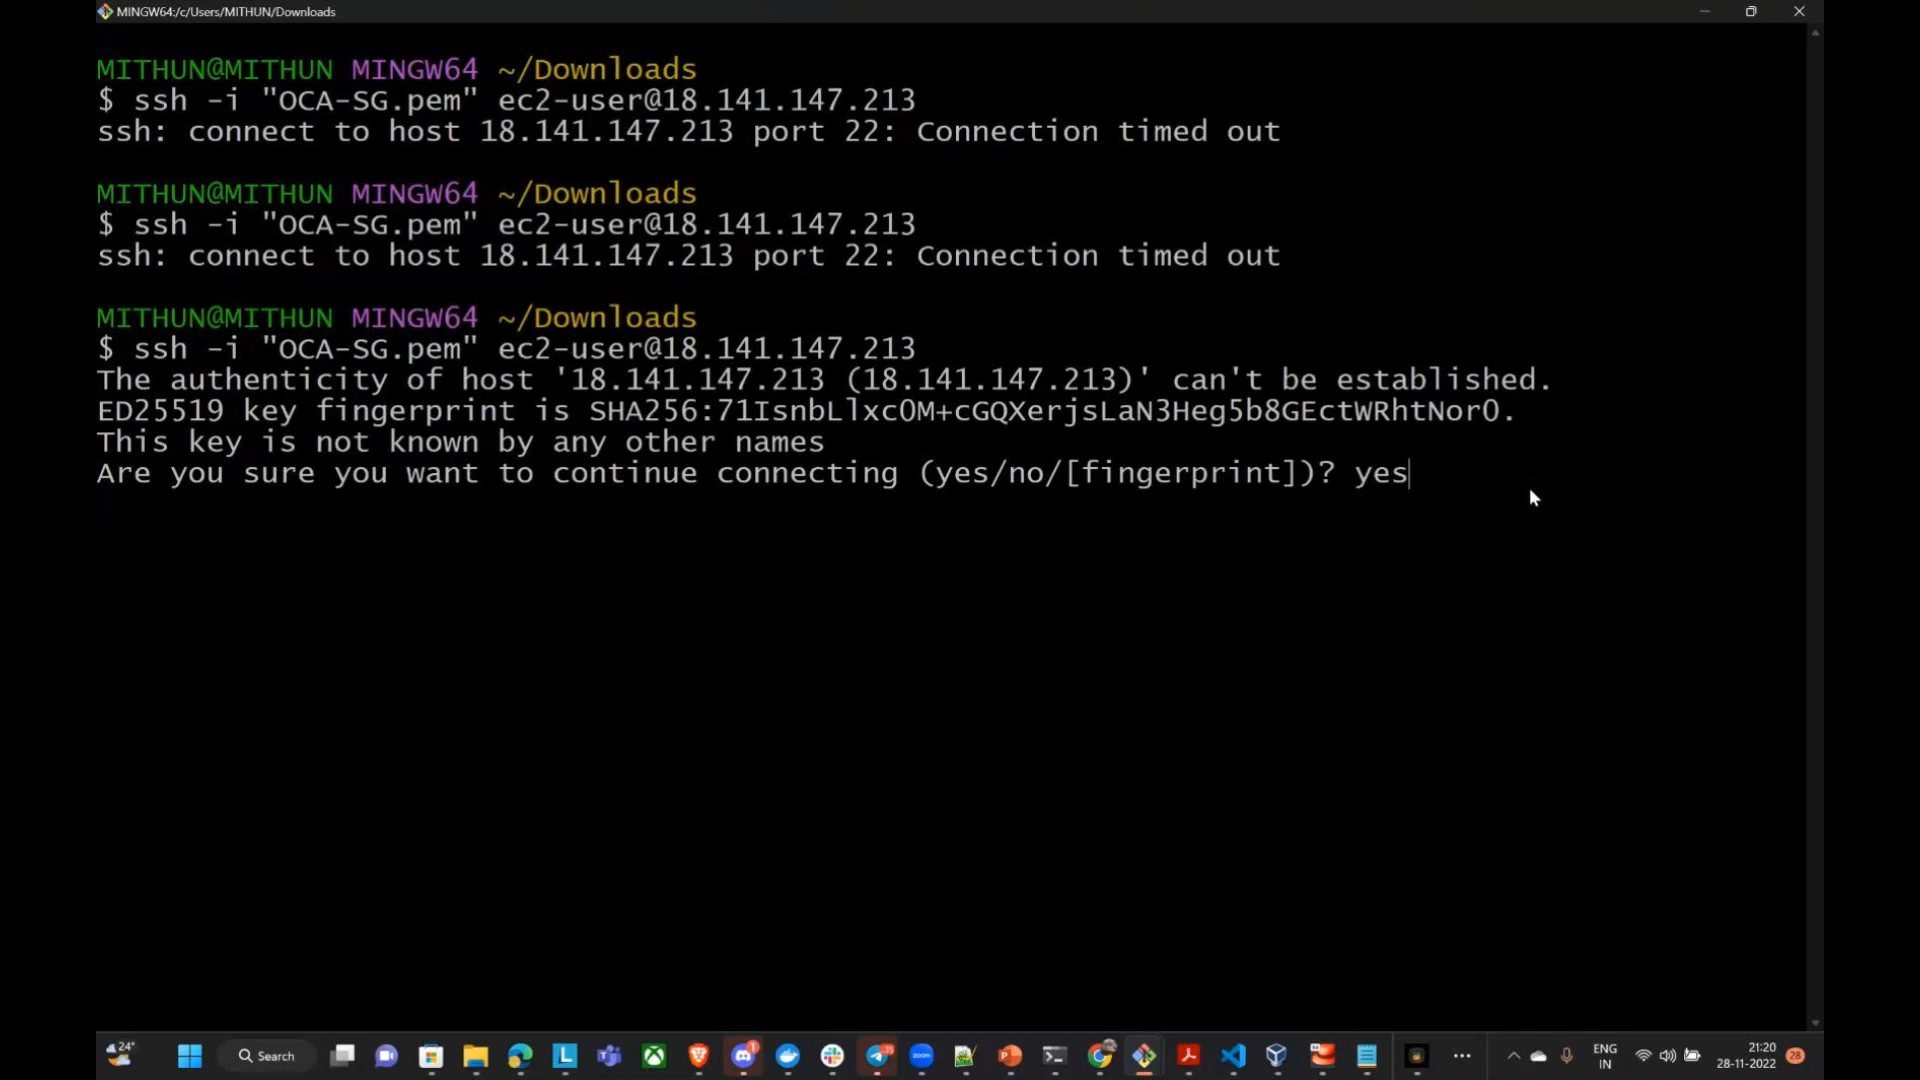 MINGW64:/c/Users/MITHUN/Downloads
MITHUN@MITHUN MINGW64 ~/Downloads
$ ssh -i "OCA-SG.pem" ec2-user@18.141.147.213
ssh: connect to host 18.141.147.213 port 22: Connection timed out
MITHUN@MITHUN MINGW64 ~/Downloads
$ ssh -i "OCA-SG.pem" ec2-user@18.141.147.213
ssh: connect to host 18.141.147.213 port 22: Connection timed out
MITHUN@MITHUN MINGW64 ~/Downloads
$ ssh -i "OCA-SG.pem" ec2-user@18.141.147.213
The authenticity of host '18.141.147.213 (18.141.147.213)' can't be established.
ED25519 key fingerprint is SHA256:71IsnbLlxc0M+cGQXerjsLaN3Heg5b8GEctWRhtNor0.
This key is not known by any other names
Are you sure you want to continue connecting (yes/no/[fingerprint])? yes
24°
Search
L
1
zoom
ENG
IN
21:20
28-11-2022
28